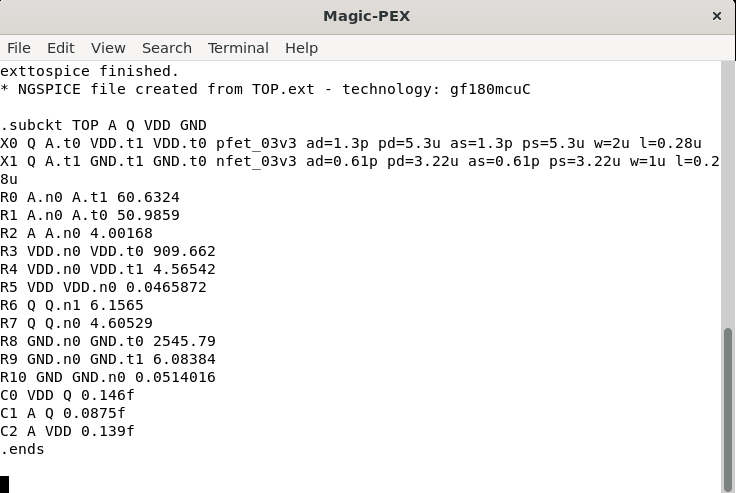 Magic-PEX
File Edit View Search Terminal Help
exttospice finished.
* NGSPICE file created from TOP.ext - technology: gf180mcuC
.subckt TOP A Q VDD GND
X0 Q A.t0 VDD.t1 VDD.t0 pfet_03v3 ad=1.3p pd=5.3u as=1.3p ps=5.3u w=2u l=0.28u
X1 Q A.t1 GND.t1 GND.t0 nfet_03v3 ad=0.61p pd=3.22u as=0.61p ps=3.22u w=1u l=0.2
8u
R0 A.n0 A.t1 60.6324
R1 A.n0 A.t0 50.9859
R2 A A.n0 4.00168
R3 VDD.n0 VDD.t0 909.662
R4 VDD.n0 VDD.t1 4.56542
R5 VDD VDD.n0 0.0465872
R6 Q Q.n1 6.1565
R7 Q Q.n0 4.60529
R8 GND.n0 GND.t0 2545.79
R9 GND.n0 GND.t1 6.08384
R10 GND GND.n0 0.0514016
C0 VDD Q 0.146f
C1 A Q 0.0875f
C2 A VDD 0.139f
.ends